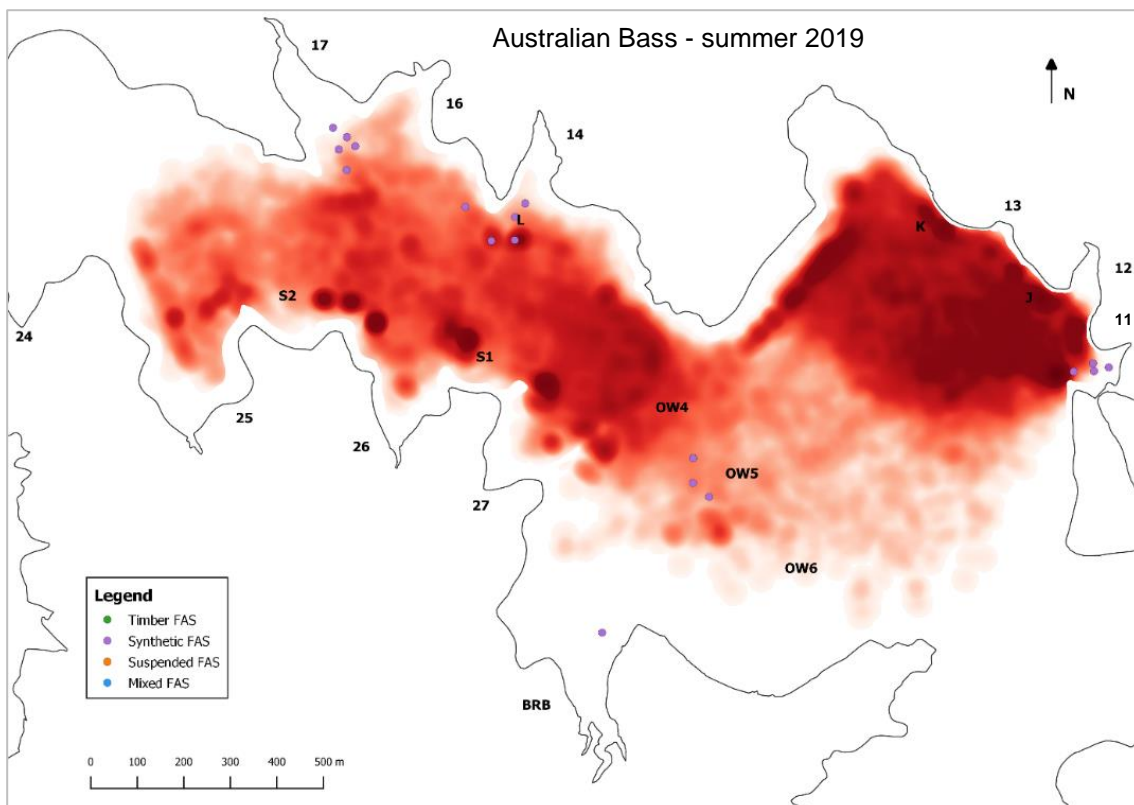 Australian Bass - summer 2019
17
16
14
N
13
K
12
L
S2
J
11
24
S1
OW4
25
26
OW5
27
OW6
Legend
Timber FAS
Synthetic FAS
Suspended FAS
Mixed FAS
BRB
0 100 200 300 400 500 m